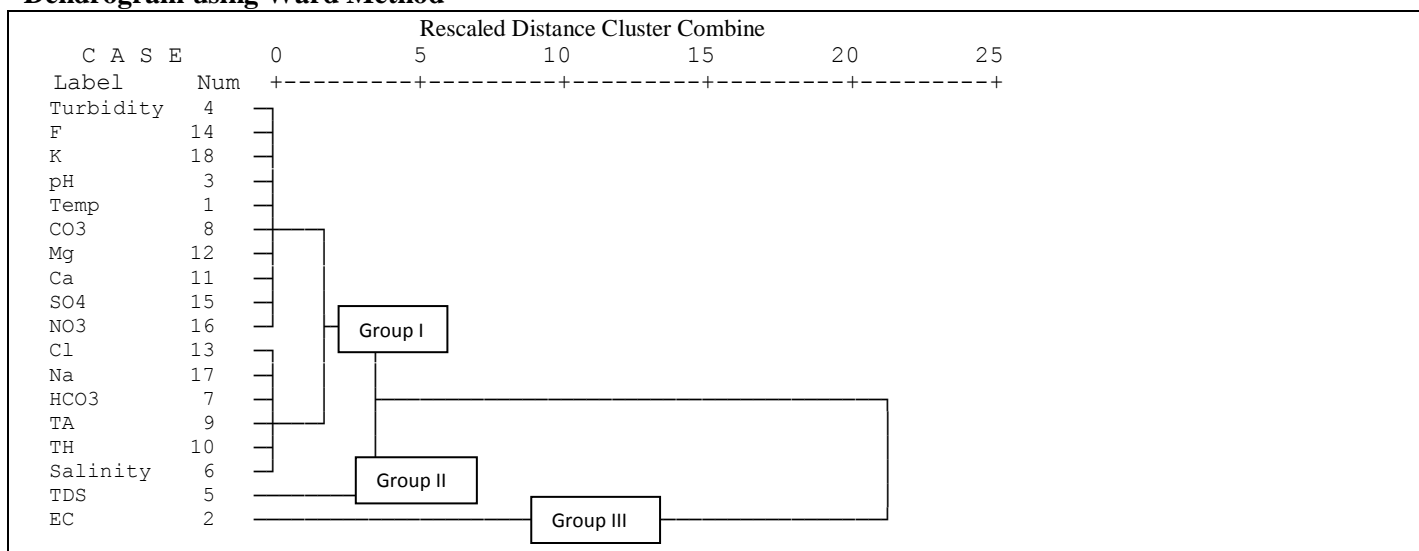 Dendrogram using Ward Method
Rescaled Distance Cluster Combine
C A S E 0 5 10 15 20 25
Label Num +---------+---------+---------+---------+---------+
Turbidity 4
F 14
K 18
pH 3
Temp 1
CO3 8
Mg 12
Ca 11
SO4 15
NO3 16
Group I
Cl 13
Na 17
HCO3 7
TA 9
TH 10
Salinity 6
Group II
TDS 5
EC 2
Group III